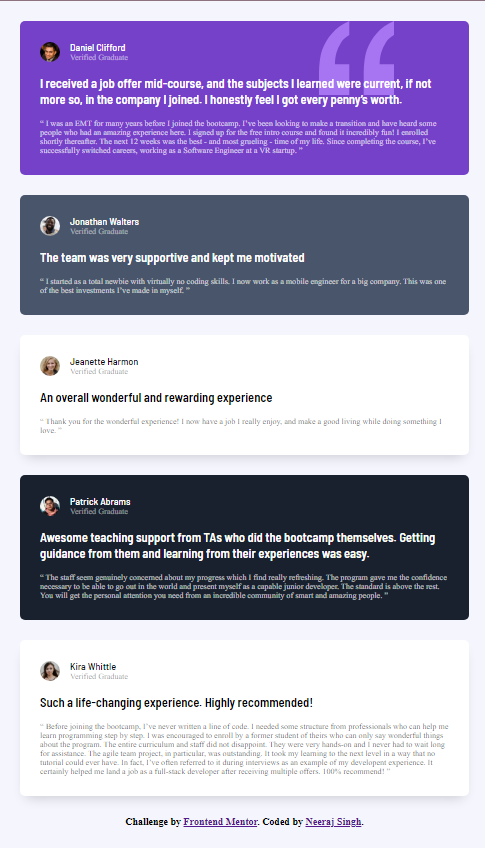 Daniel Clifford
Verified Graduate
I received a job offer mid-course, and the subjects I learned were current, if not
more so, in the company I joined. I honestly feel I got every penny’s worth.
“ I was an EMT for many years before I joined the bootcamp. I’ve been looking to make a transition and have heard some
people who had an amazing experience here. I signed up for the free intro course and found it incredibly fun! I enrolled
shortly thereafter. The next 12 weeks was the best - and most grueling - time of my life. Since completing the course, I’ve
successfully switched careers, working as a Software Engineer at a VR startup. ”
Jonathan Walters
Verified Graduate
The team was very supportive and kept me motivated
“ I started as a total newbie with virtually no coding skills. I now work as a mobile engineer for a big company. This was one
of the best investments I’ve made in myself. ”
Jeanette Harmon
Verified Graduate
An overall wonderful and rewarding experience
“ Thank you for the wonderful experience! I now have a job I really enjoy, and make a good living while doing something I
love. ”
Patrick Abrams
Verified Graduate
Awesome teaching support from TAs who did the bootcamp themselves. Getting
guidance from them and learning from their experiences was easy.
“ The staff seem genuinely concerned about my progress which I find really refreshing. The program gave me the confidence
necessary to be able to go out in the world and present myself as a capable junior developer. The standard is above the rest.
You will get the personal attention you need from an incredible community of smart and amazing people. ”
Kira Whittle
Verified Graduate
Such a life-changing experience. Highly recommended!
“ Before joining the bootcamp, I’ve never written a line of code. I needed some structure from professionals who can help me
learn programming step by step. I was encouraged to enroll by a former student of theirs who can only say wonderful things
about the program. The entire curriculum and staff did not disappoint. They were very hands-on and I never had to wait long
for assistance. The agile team project, in particular, was outstanding. It took my learning to the next level in a way that no
tutorial could ever have. In fact, I’ve often referred to it during interviews as an example of my developent experience. It
certainly helped me land a job as a full-stack developer after receiving multiple offers. 100% recommend! ”
Challenge by Frontend Mentor. Coded by Neeraj Singh.